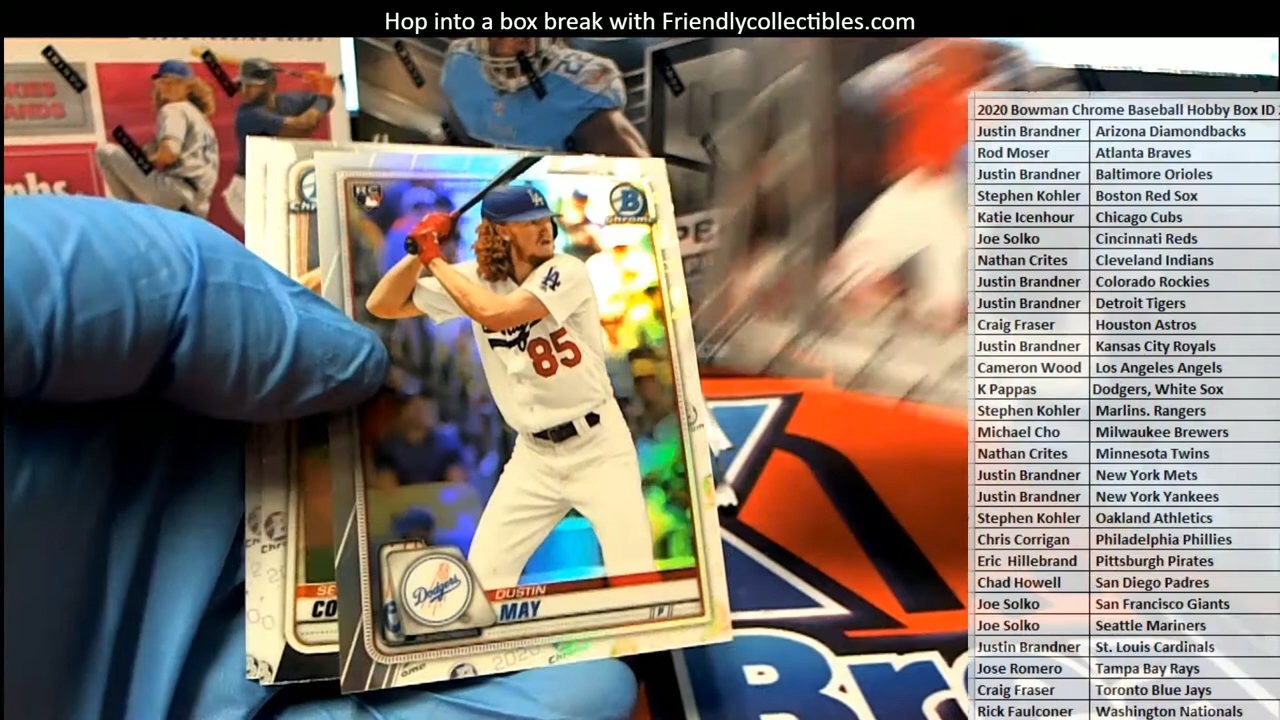 Hop into a box break with Friendlycollectibles.com
2020 Bowman Chrome Baseball Hobby Box ID
Justin Brandner Arizona Diamondbacks
Rod Moser Atlanta Braves
Justin Brandner Baltimore Orioles
Stephen Kohler Boston Red Sox
Katie Icenhour Chicago Cubs
Joe Solko Cincinnati Reds
Nathan Crites Cleveland Indians
Justin Brandner Colorado Rockies
Justin Brandner Detroit Tigers
Craig Fraser Houston Astros
Justin Brandner Kansas City Royals
Cameron Wood Los Angeles Angels
K Pappas Dodgers, White Sox
Stephen Kohler Marlins. Rangers
Michael Cho Milwaukee Brewers
Nathan Crites Minnesota Twins
Justin Brandner New York Mets
Justin Brandner New York Yankees
Stephen Kohler Oakland Athletics
Chris Corrigan Philadelphia Phillies
Eric Hillebrand Pittsburgh Pirates
Chad Howell San Diego Padres
Joe Solko San Francisco Giants
Joe Solko Seattle Mariners
Justin Brandner St. Louis Cardinals
Jose Romero Tampa Bay Rays
Craig Fraser Toronto Blue Jays
Rick Faulconer Washington Nationals
RC
B
Chrome
LA
LA
85
Dodgers
DUSTIN
MAY
P
SE
CO
Br